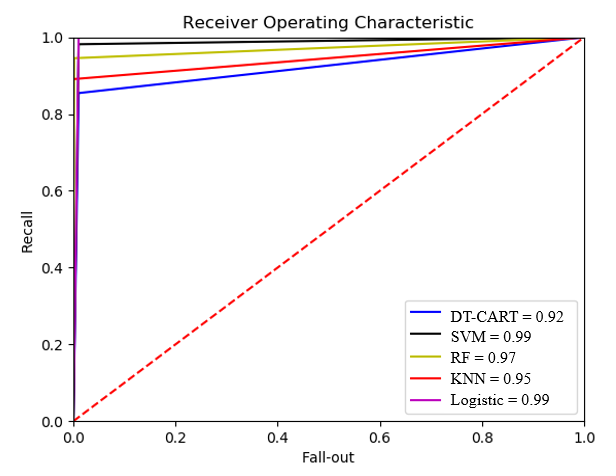 Receiver Operating Characteristic
1.0
0.8
0.6
0.4
0.2
0.0
Recall
0.0 0.2 0.4 0.6 0.8 1.0
Fall-out
DT-CART = 0.92
SVM = 0.99
RF = 0.97
KNN = 0.95
Logistic = 0.99